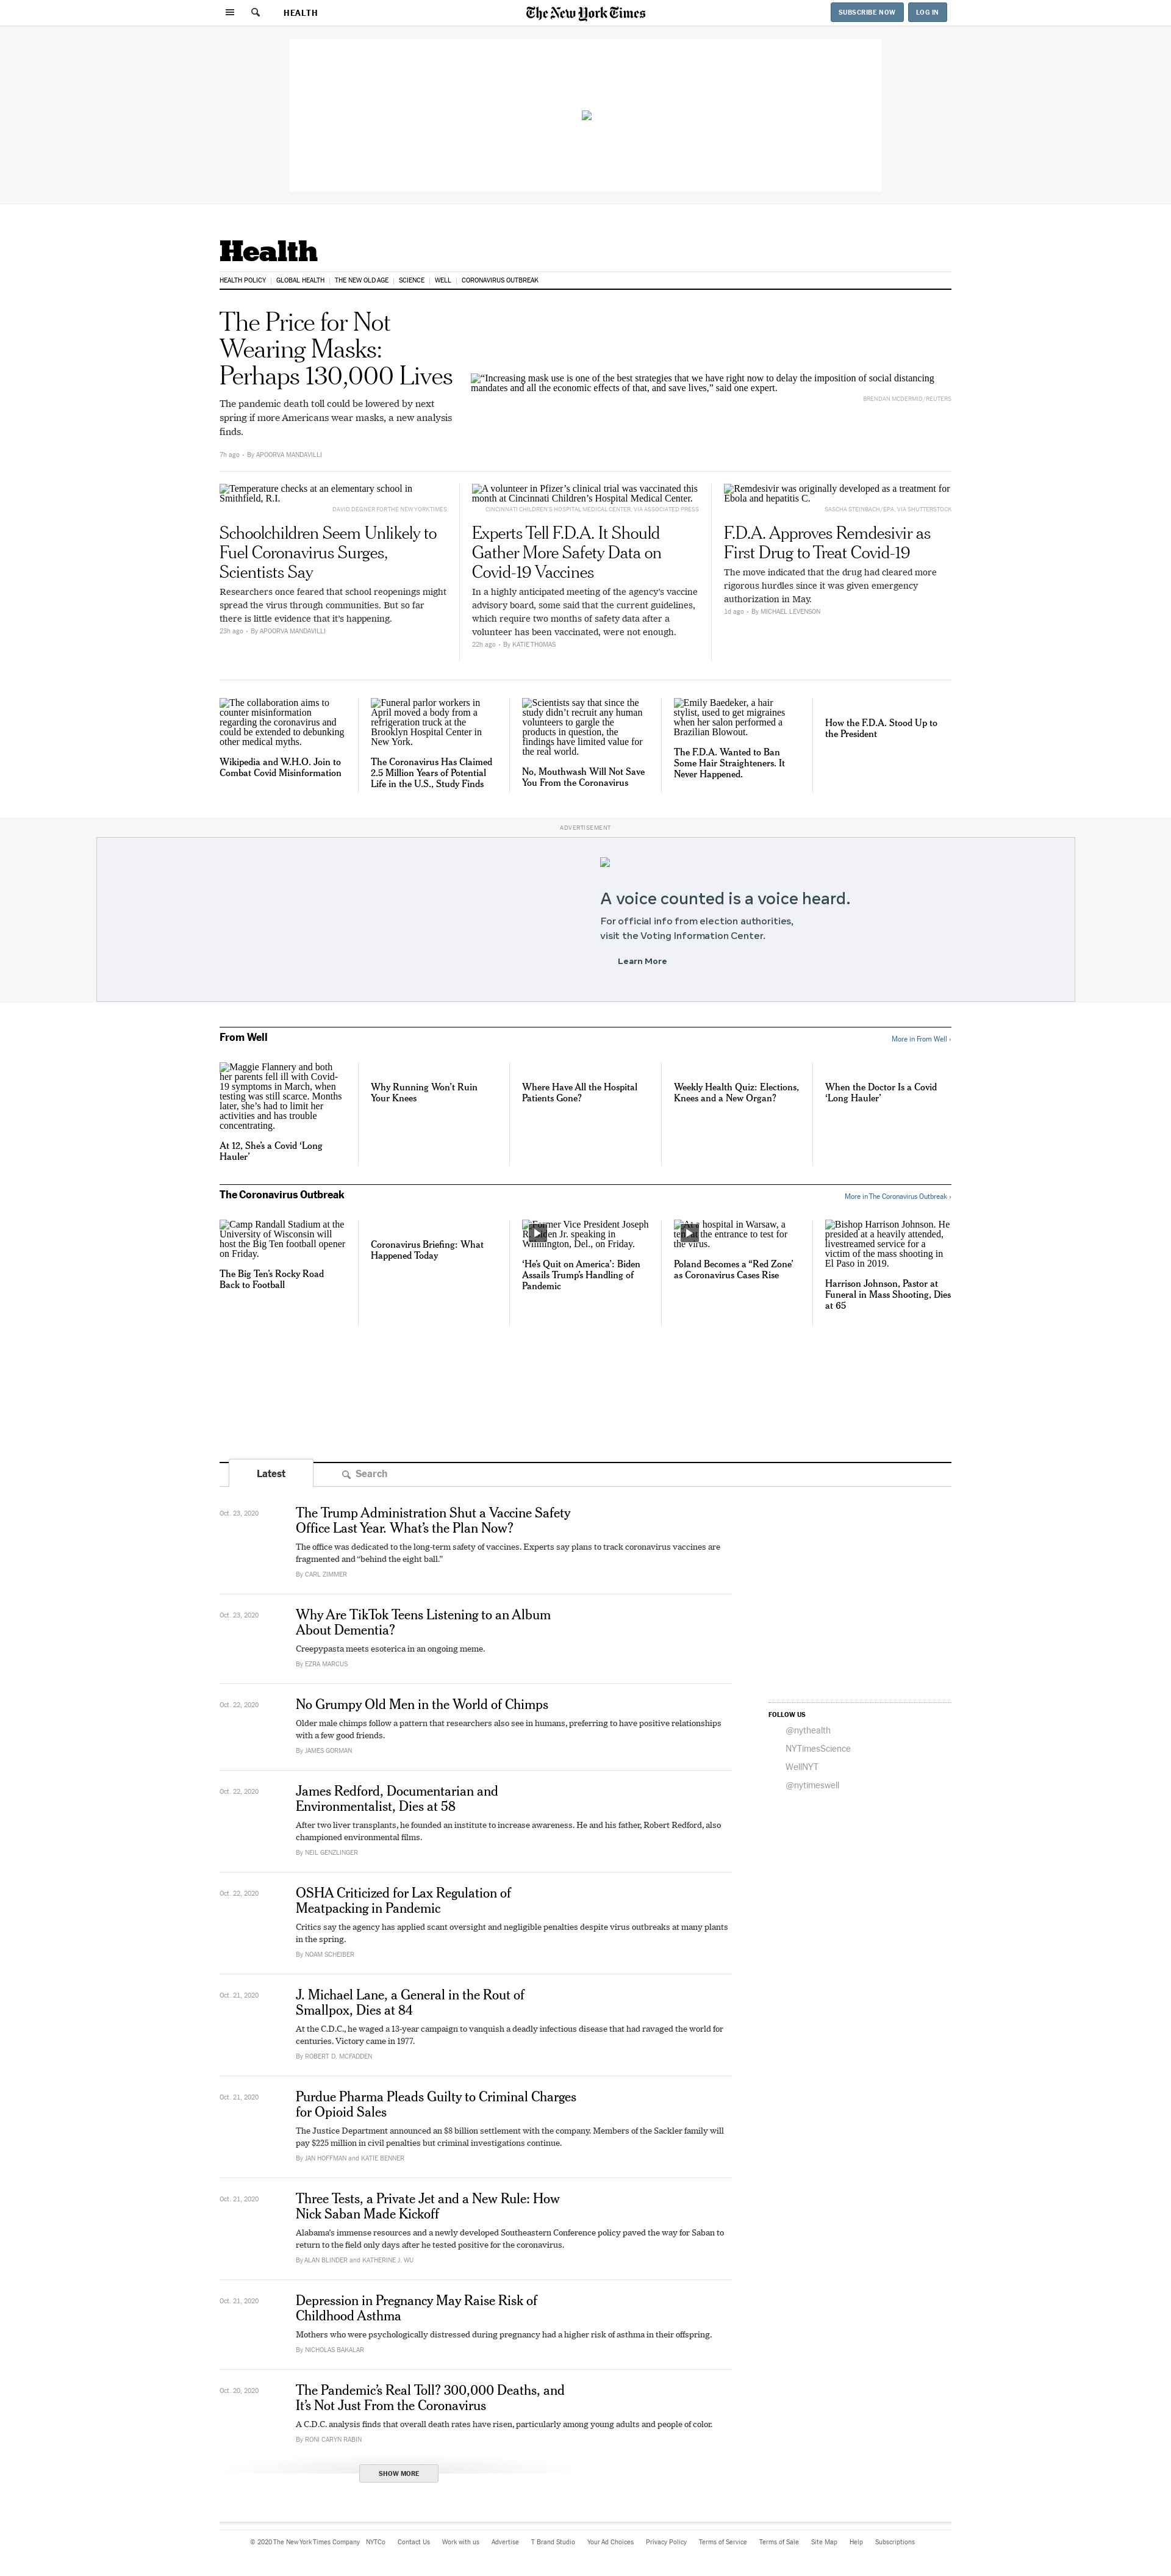 HEALTH
The New York Times
SUBSCRIBE NOW
LOG IN
Health
HEALTH POLICY
GLOBAL HEALTH
THE NEW OLD AGE
SCIENCE
WELL
CORONAVIRUS OUTBREAK
The Price for Not
Wearing Masks:
Perhaps 130,000 Lives
The pandemic death toll could be lowered by next
spring if more Americans wear masks, a new analysis
finds.
7h ago • By APOORVA MANDAVILLI
“Increasing mask use is one of the best strategies that we have right now to delay the imposition of social distancing
mandates and all the economic effects of that, and save lives,” said one expert.
BRENDAN MCDERMID/REUTERS
Temperature checks at an elementary school in
Smithfield, R.I.
DAVID DEGNER FOR THE NEW YORK TIMES
Schoolchildren Seem Unlikely to
Fuel Coronavirus Surges,
Scientists Say
Researchers once feared that school reopenings might
spread the virus through communities. But so far
there is little evidence that it’s happening.
23h ago • By APOORVA MANDAVILLI
A volunteer in Pfizer’s clinical trial was vaccinated this
month at Cincinnati Children’s Hospital Medical Center.
CINCINNATI CHILDREN’S HOSPITAL MEDICAL CENTER, VIA ASSOCIATED PRESS
Experts Tell F.D.A. It Should
Gather More Safety Data on
Covid-19 Vaccines
In a highly anticipated meeting of the agency’s vaccine
advisory board, some said that the current guidelines,
which require two months of safety data after a
volunteer has been vaccinated, were not enough.
22h ago • By KATIE THOMAS
Remdesivir was originally developed as a treatment for
Ebola and hepatitis C.
SASCHA STEINBACH/EPA, VIA SHUTTERSTOCK
F.D.A. Approves Remdesivir as
First Drug to Treat Covid-19
The move indicated that the drug had cleared more
rigorous hurdles since it was given emergency
authorization in May.
1d ago • By MICHAEL LEVENSON
The collaboration aims to
counter misinformation
regarding the coronavirus and
could be extended to debunking
other medical myths.
Wikipedia and W.H.O. Join to
Combat Covid Misinformation
Funeral parlor workers in
April moved a body from a
refrigeration truck at the
Brooklyn Hospital Center in
New York.
The Coronavirus Has Claimed
2.5 Million Years of Potential
Life in the U.S., Study Finds
Scientists say that since the
study didn’t recruit any human
volunteers to gargle the
products in question, the
findings have limited value for
the real world.
No, Mouthwash Will Not Save
You From the Coronavirus
Emily Baedeker, a hair
stylist, used to get migraines
when her salon performed a
Brazilian Blowout.
The F.D.A. Wanted to Ban
Some Hair Straighteners. It
Never Happened.
How the F.D.A. Stood Up to
the President
ADVERTISEMENT
A voice counted is a voice heard.
For official info from election authorities,
visit the Voting Information Center.
Learn More
From Well
More in From Well ›
Maggie Flannery and both
her parents fell ill with Covid-
19 symptoms in March, when
testing was still scarce. Months
later, she’s had to limit her
activities and has trouble
concentrating.
At 12, She’s a Covid ‘Long
Hauler’
Why Running Won’t Ruin
Your Knees
Where Have All the Hospital
Patients Gone?
Weekly Health Quiz: Elections,
Knees and a New Organ?
When the Doctor Is a Covid
‘Long Hauler’
The Coronavirus Outbreak
More in The Coronavirus Outbreak ›
Camp Randall Stadium at the
University of Wisconsin will
host the Big Ten football opener
on Friday.
The Big Ten’s Rocky Road
Back to Football
Coronavirus Briefing: What
Happened Today
Former Vice President Joseph
R. Biden Jr. speaking in
Wilmington, Del., on Friday.
‘He’s Quit on America’: Biden
Assails Trump’s Handling of
Pandemic
At a hospital in Warsaw, a
tent at the entrance to test for
the virus.
Poland Becomes a “Red Zone’
as Coronavirus Cases Rise
Bishop Harrison Johnson. He
presided at a heavily attended,
livestreamed service for a
victim of the mass shooting in
El Paso in 2019.
Harrison Johnson, Pastor at
Funeral in Mass Shooting, Dies
at 65
Latest
Search
Oct. 23, 2020
The Trump Administration Shut a Vaccine Safety
Office Last Year. What’s the Plan Now?
The office was dedicated to the long-term safety of vaccines. Experts say plans to track coronavirus vaccines are
fragmented and “behind the eight ball.”
By CARL ZIMMER
Oct. 23, 2020
Why Are TikTok Teens Listening to an Album
About Dementia?
Creepypasta meets esoterica in an ongoing meme.
By EZRA MARCUS
Oct. 22, 2020
No Grumpy Old Men in the World of Chimps
Older male chimps follow a pattern that researchers also see in humans, preferring to have positive relationships
with a few good friends.
By JAMES GORMAN
FOLLOW US
@nythealth
NYTimesScience
WellNYT
@nytimeswell
Oct. 22, 2020
James Redford, Documentarian and
Environmentalist, Dies at 58
After two liver transplants, he founded an institute to increase awareness. He and his father, Robert Redford, also
championed environmental films.
By NEIL GENZLINGER
Oct. 22, 2020
OSHA Criticized for Lax Regulation of
Meatpacking in Pandemic
Critics say the agency has applied scant oversight and negligible penalties despite virus outbreaks at many plants
in the spring.
By NOAM SCHEIBER
Oct. 21, 2020
J. Michael Lane, a General in the Rout of
Smallpox, Dies at 84
At the C.D.C., he waged a 13-year campaign to vanquish a deadly infectious disease that had ravaged the world for
centuries. Victory came in 1977.
By ROBERT D. MCFADDEN
Oct. 21, 2020
Purdue Pharma Pleads Guilty to Criminal Charges
for Opioid Sales
The Justice Department announced an $8 billion settlement with the company. Members of the Sackler family will
pay $225 million in civil penalties but criminal investigations continue.
By JAN HOFFMAN and KATIE BENNER
Oct. 21, 2020
Three Tests, a Private Jet and a New Rule: How
Nick Saban Made Kickoff
Alabama’s immense resources and a newly developed Southeastern Conference policy paved the way for Saban to
return to the field only days after he tested positive for the coronavirus.
By ALAN BLINDER and KATHERINE J. WU
Oct. 21, 2020
Depression in Pregnancy May Raise Risk of
Childhood Asthma
Mothers who were psychologically distressed during pregnancy had a higher risk of asthma in their offspring.
By NICHOLAS BAKALAR
Oct. 20, 2020
The Pandemic’s Real Toll? 300,000 Deaths, and
It’s Not Just From the Coronavirus
A C.D.C. analysis finds that overall death rates have risen, particularly among young adults and people of color.
By RONI CARYN RABIN
SHOW MORE
© 2020 The New York Times Company
NYTCo
Contact Us
Work with us
Advertise
T Brand Studio
Your Ad Choices
Privacy Policy
Terms of Service
Terms of Sale
Site Map
Help
Subscriptions